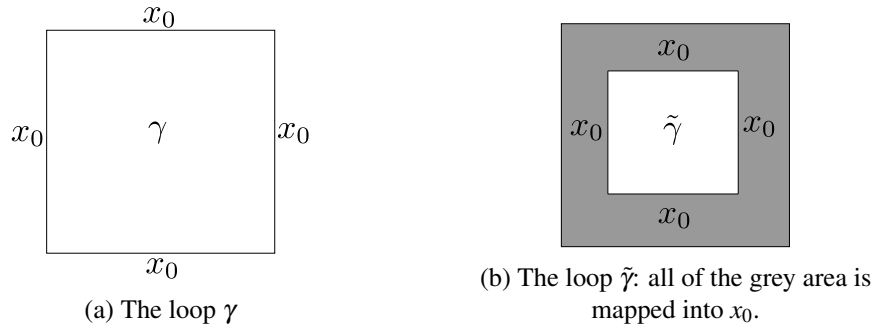 x₀
x₀ γ x₀
x₀
(a) The loop γ
x₀
x₀ γ̃ x₀
x₀
(b) The loop γ̃: all of the grey area is
mapped into x₀.